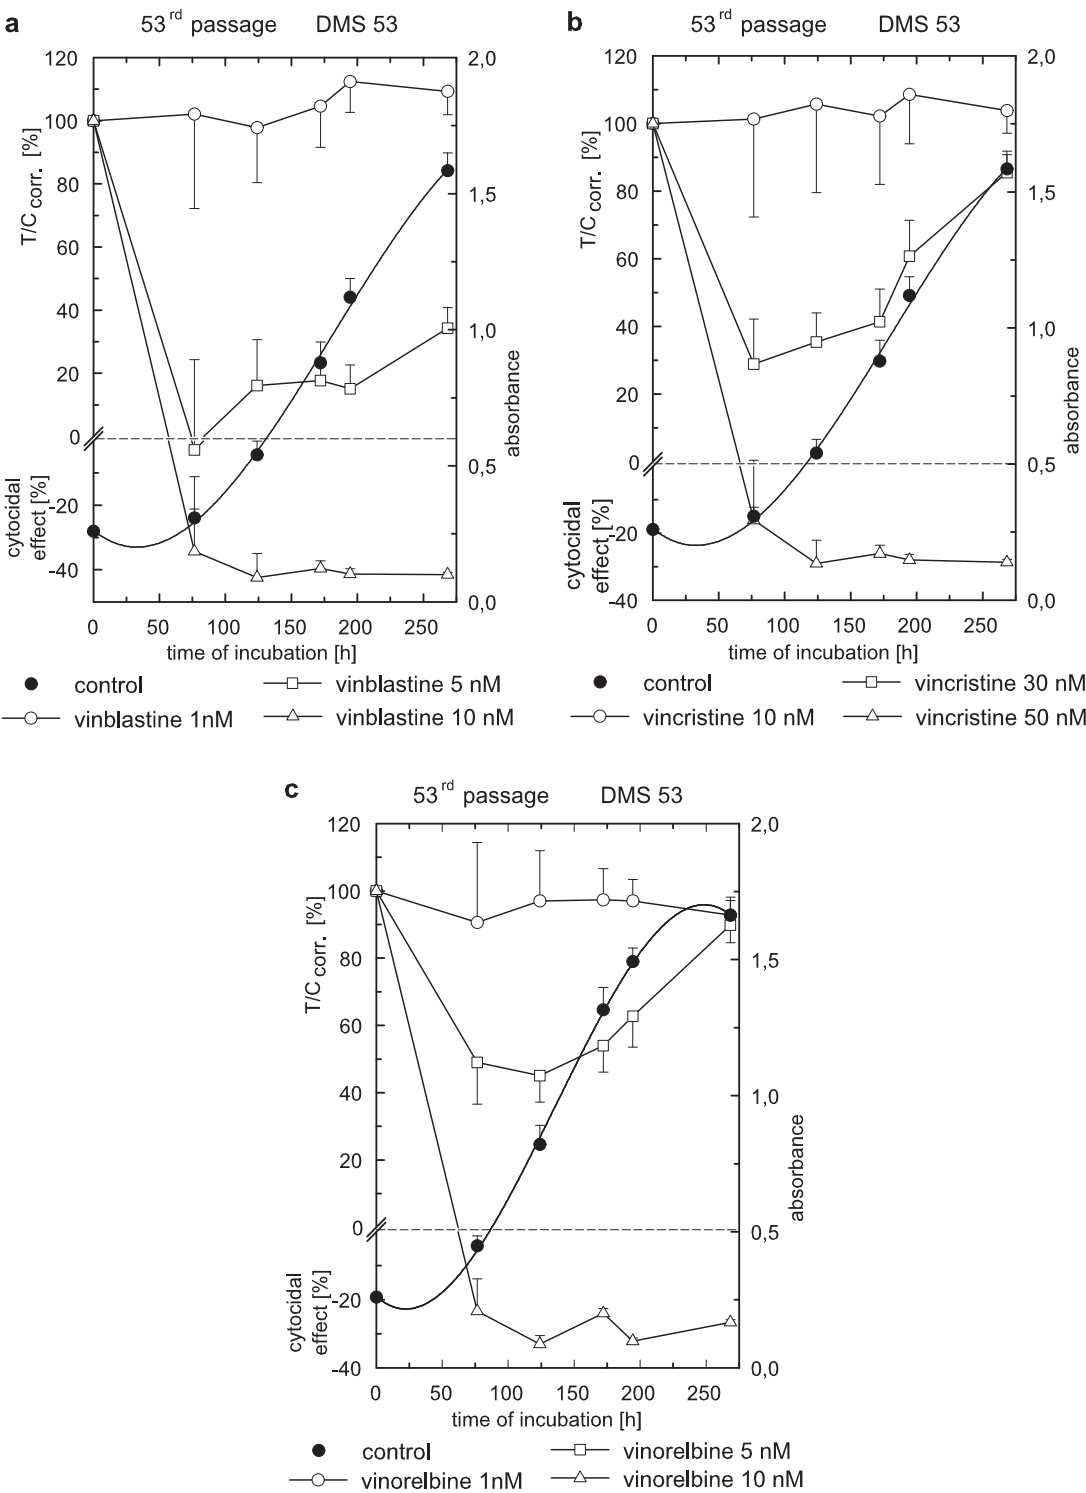 a
53rd passage DMS 53
120
100
80
60
40
20
0
-20
-40
T/C corr. [%]
cytocidal
effect [%]
2,0
1,5
1,0
0,5
0,0
absorbance
0 50 100 150 200 250
time of incubation [h]
control
vinblastine 5 nM
vinblastine 1nM
vinblastine 10 nM
b
53rd passage DMS 53
120
100
80
60
40
20
0
-20
-40
T/C corr. [%]
cytocidal
effect [%]
2,0
1,5
1,0
0,5
0,0
absorbance
0 50 100 150 200 250
time of incubation [h]
control
vincristine 30 nM
vincristine 10 nM
vincristine 50 nM
c
53rd passage DMS 53
120
100
80
60
40
20
0
-20
-40
T/C corr. [%]
cytocidal
effect [%]
2,0
1,5
1,0
0,5
0,0
absorbance
0 50 100 150 200 250
time of incubation [h]
control
vinorelbine 5 nM
vinorelbine 1nM
vinorelbine 10 nM